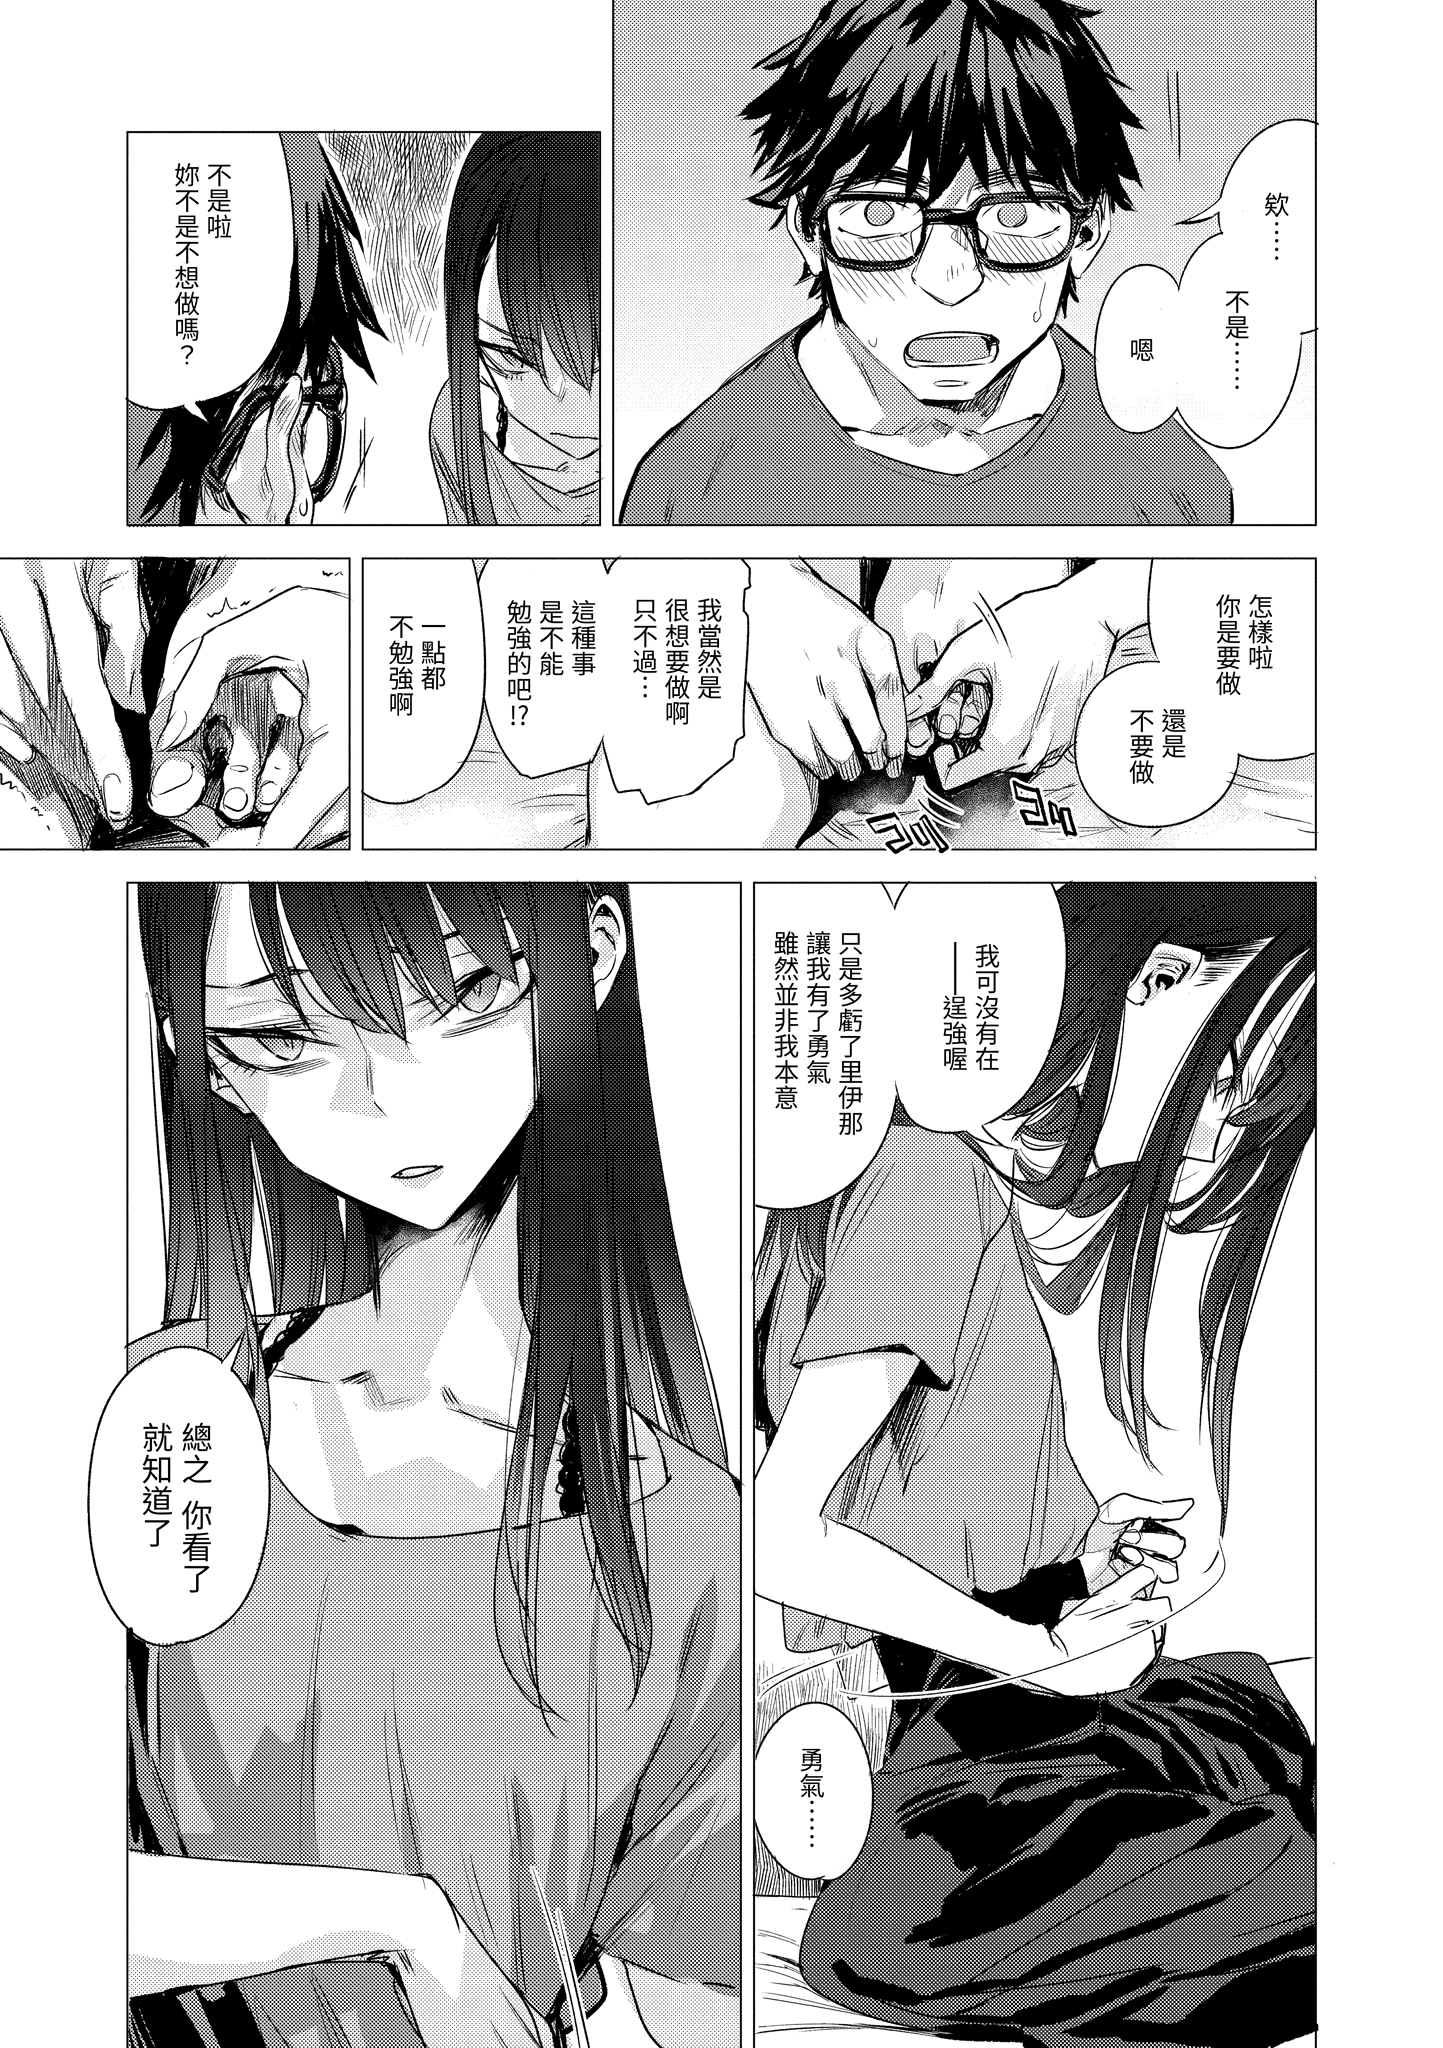 欸……
不是……
嗯
不是啦
妳不是不想做嗎？
怎樣啦
你是要做
還是
不要做
我當然是
很想要做啊
只不過…
這種事
是不能
勉強的吧!?
一點都
不勉強啊
我可沒有在
──逞強喔
只是多虧了里伊那
讓我有了勇氣
雖然並非我本意
勇氣……
總之 你看了
就知道了